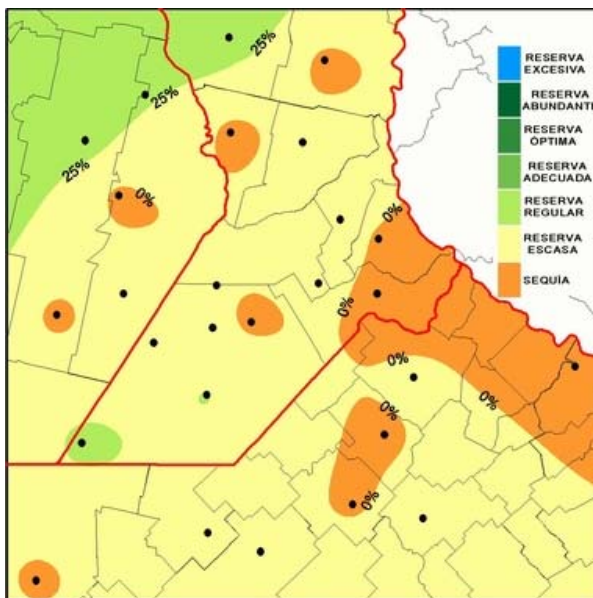 25%
25%
25%
0%
0%
0%
0%
0%
0%
0%
RESERVA
EXCESIVA
RESERVA
ABUNDANTE
RESERVA
ÓPTIMA
RESERVA
ADECUADA
RESERVA
REGULAR
RESERVA
ESCASA
SEQUÍA